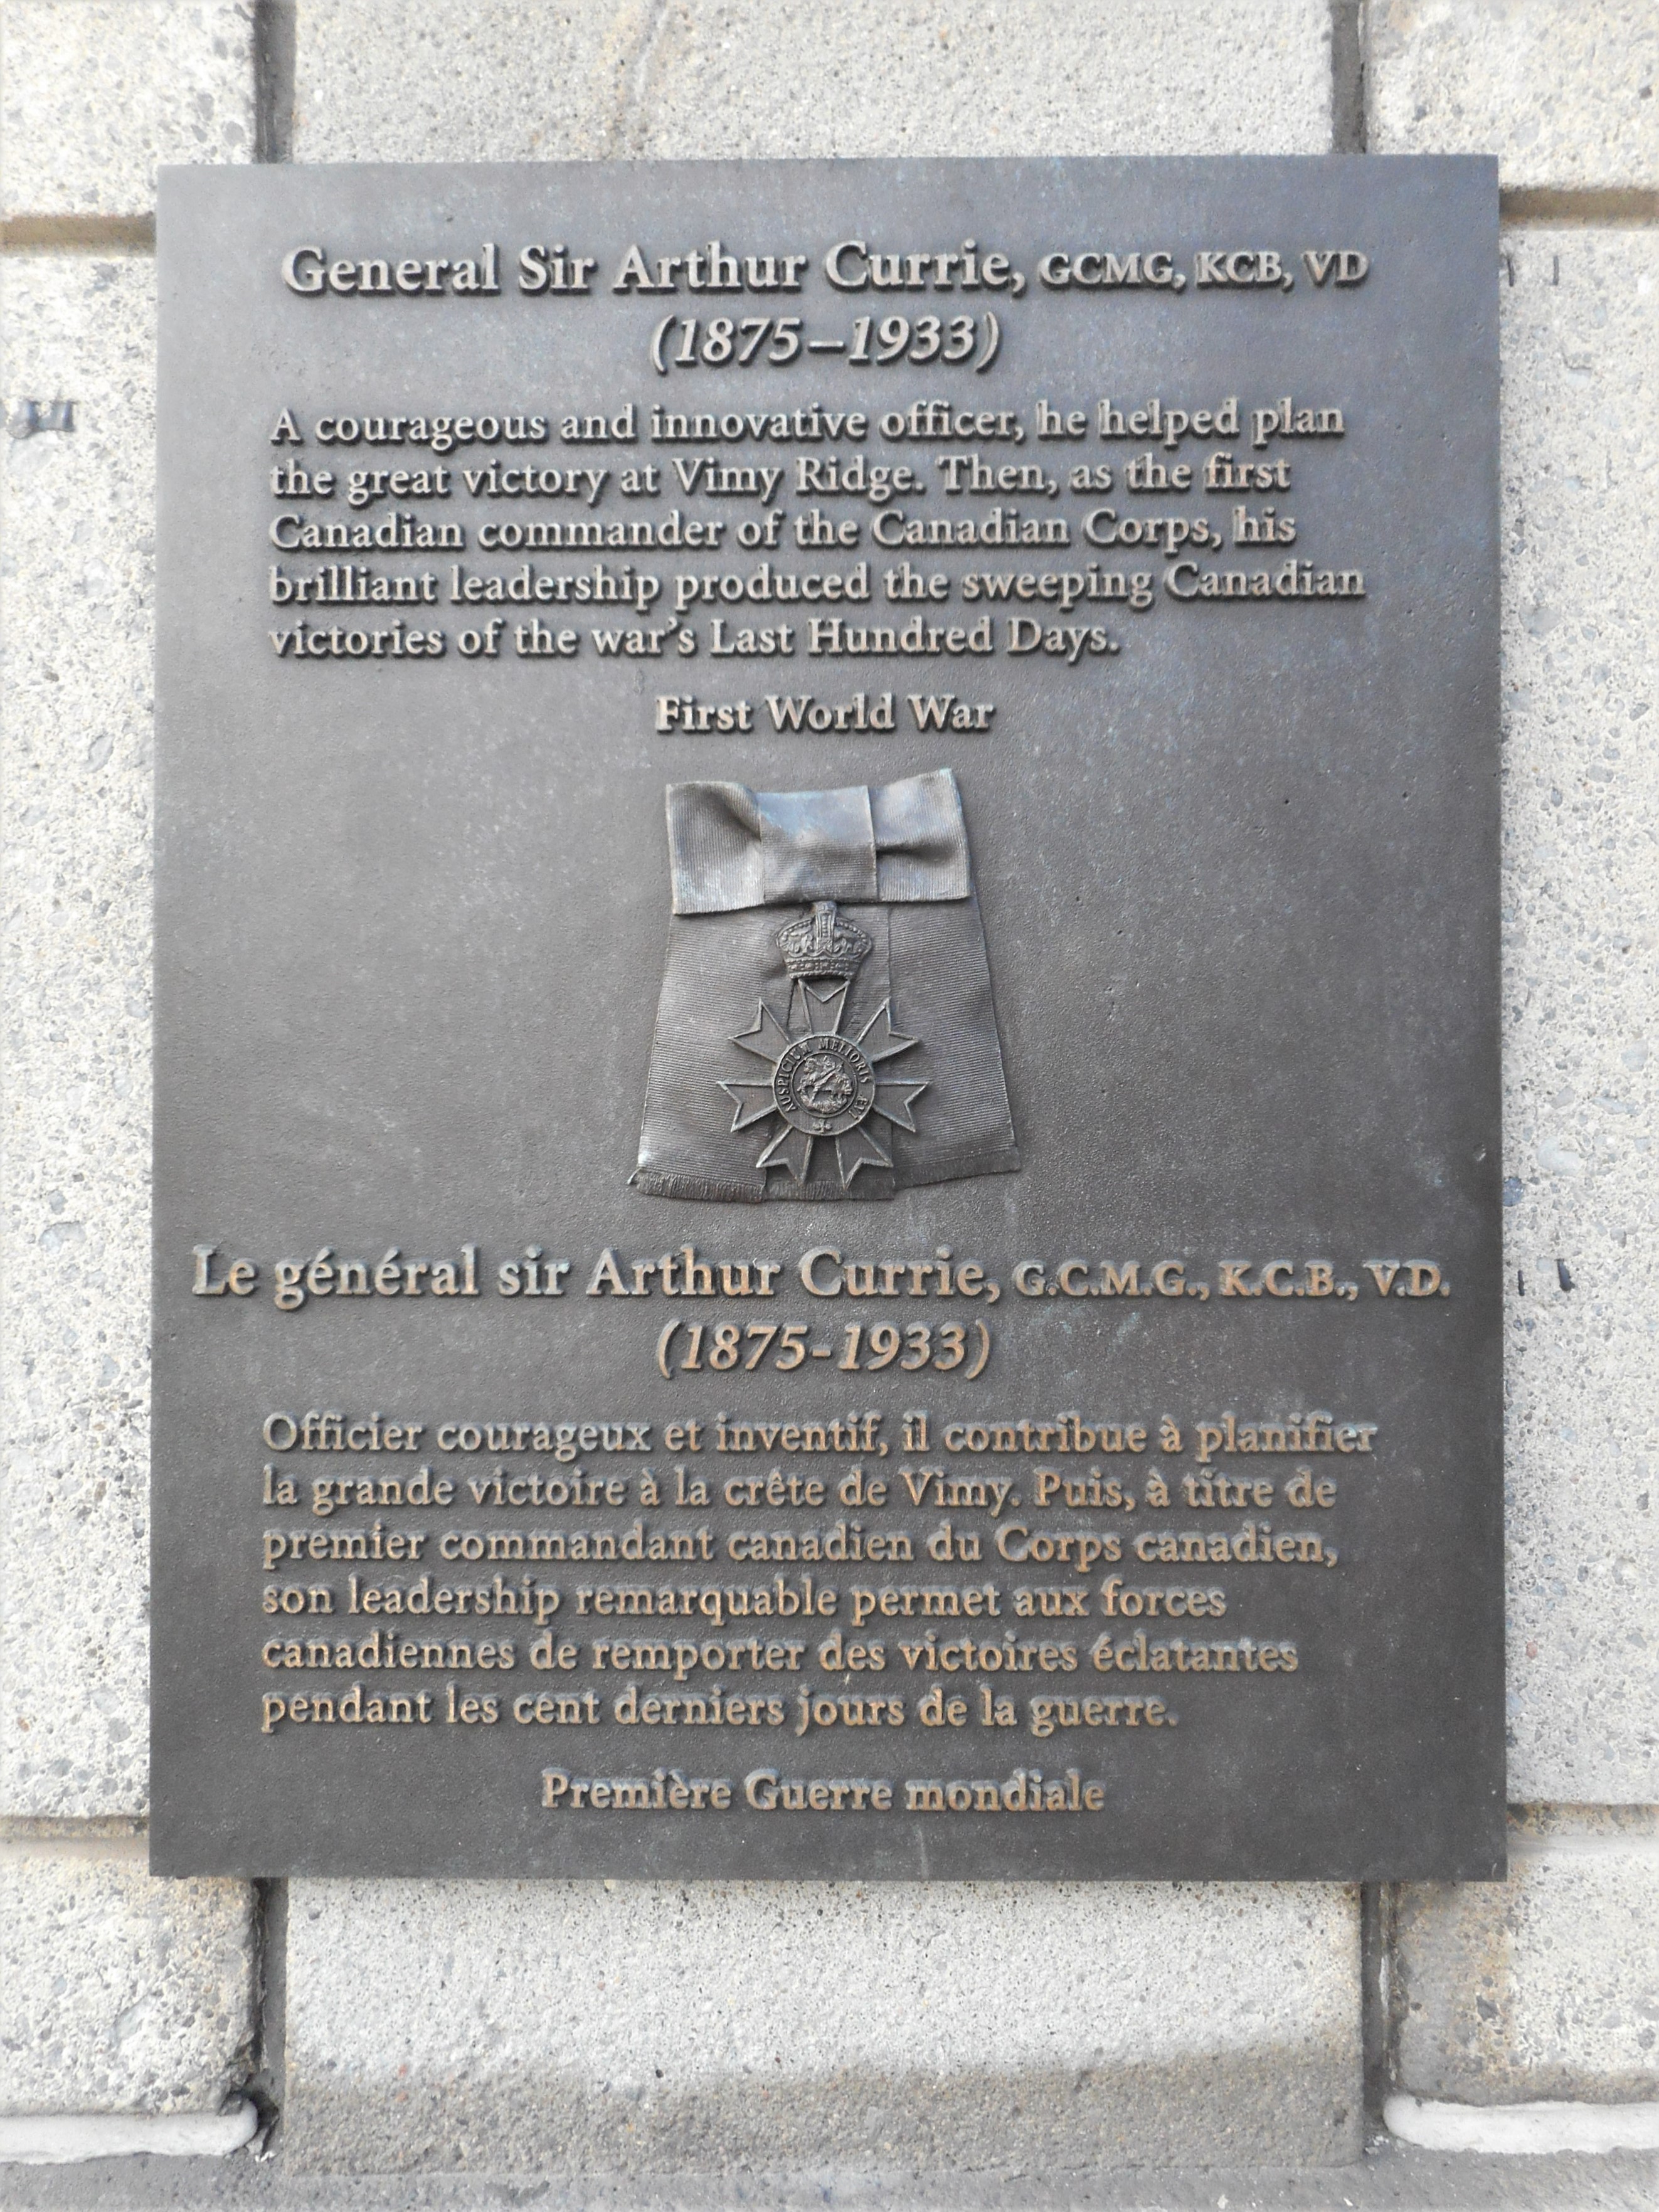 General Sir Arthur Currie, GCMG, KCB, VD
(1875–1933)
A courageous and innovative officer, he helped plan
the great victory at Vimy Ridge. Then, as the first
Canadian commander of the Canadian Corps, his
brilliant leadership produced the sweeping Canadian
victories of the war's Last Hundred Days.
First World War
AUSPICIUM MELIORIS ÆVI
Le général sir Arthur Currie, G.C.M.G., K.C.B., V.D.
(1875-1933)
Officier courageux et inventif, il contribue à planifier
la grande victoire à la crête de Vimy. Puis, à titre de
premier commandant canadien du Corps canadien,
son leadership remarquable permet aux forces
canadiennes de remporter des victoires éclatantes
pendant les cent derniers jours de la guerre.
Première Guerre mondiale